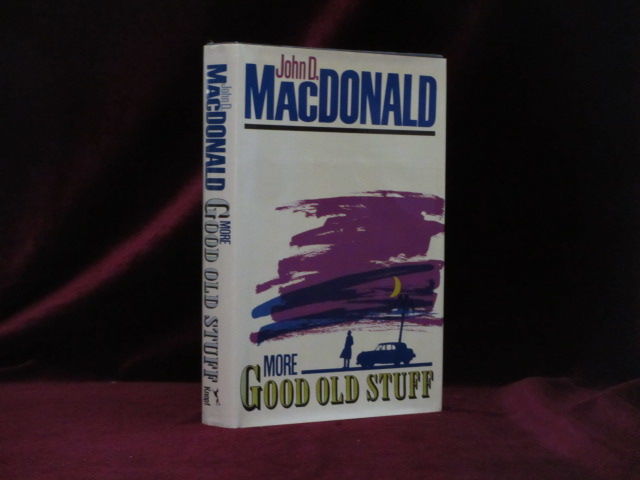 John D.
MACDONALD
MORE
GOOD OLD STUFF
John D.
MACDONALD
MORE
GOOD OLD STUFF
Knopf